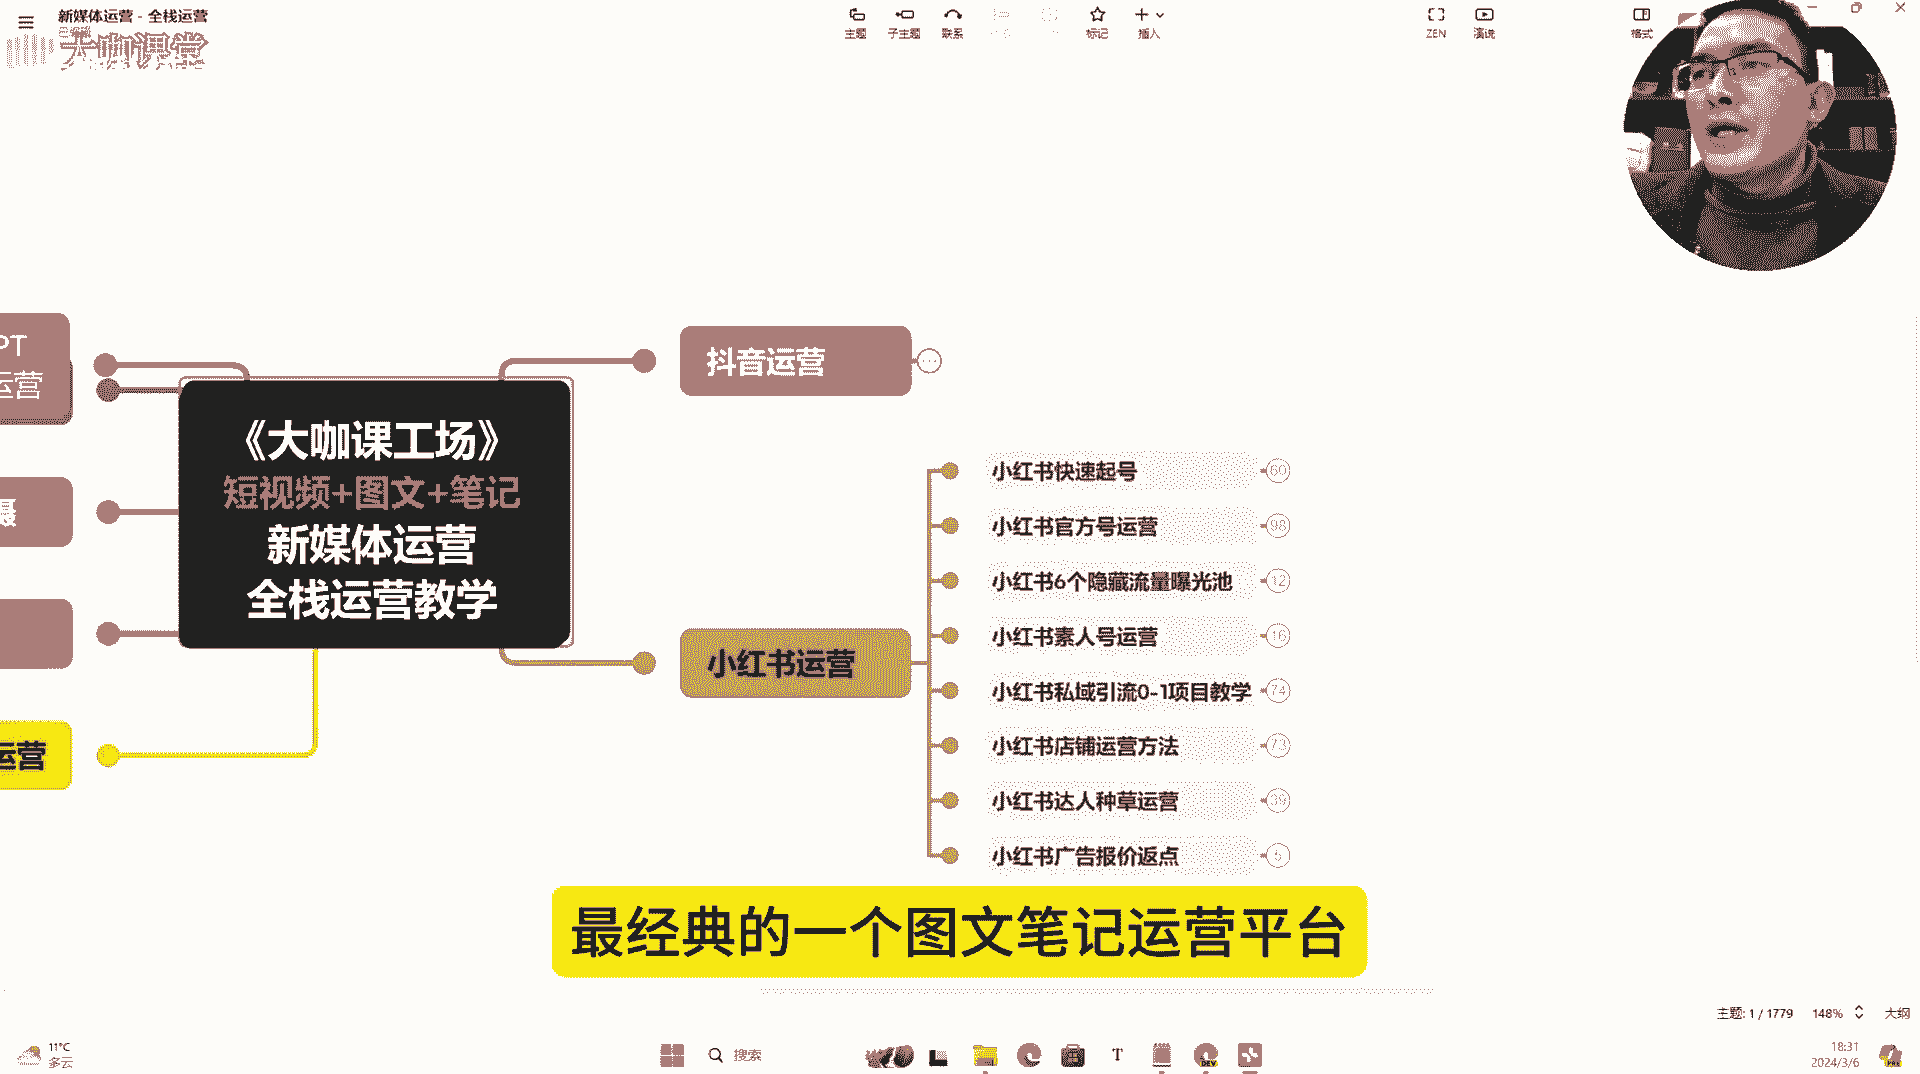 新媒体运营 - 全栈运营
已编辑
大咖课堂
主题
子主题
联系
标记
插入
ZEN
演说
格式
PT
运营
摄
运营
《大咖课工场》
短视频+图文+笔记
新媒体运营
全栈运营教学
抖音运营
小红书运营
小红书快速起号 60
小红书官方号运营 98
小红书6个隐藏流量曝光池 12
小红书素人号运营 16
小红书私域引流0-1项目教学 74
小红书店铺运营方法 73
小红书达人种草运营 39
小红书广告报价返点 5
最经典的一个图文笔记运营平台
主题: 1 / 1779 148% 大纲
11°C
多云
搜索
T
DEV
18:31
2024/3/6